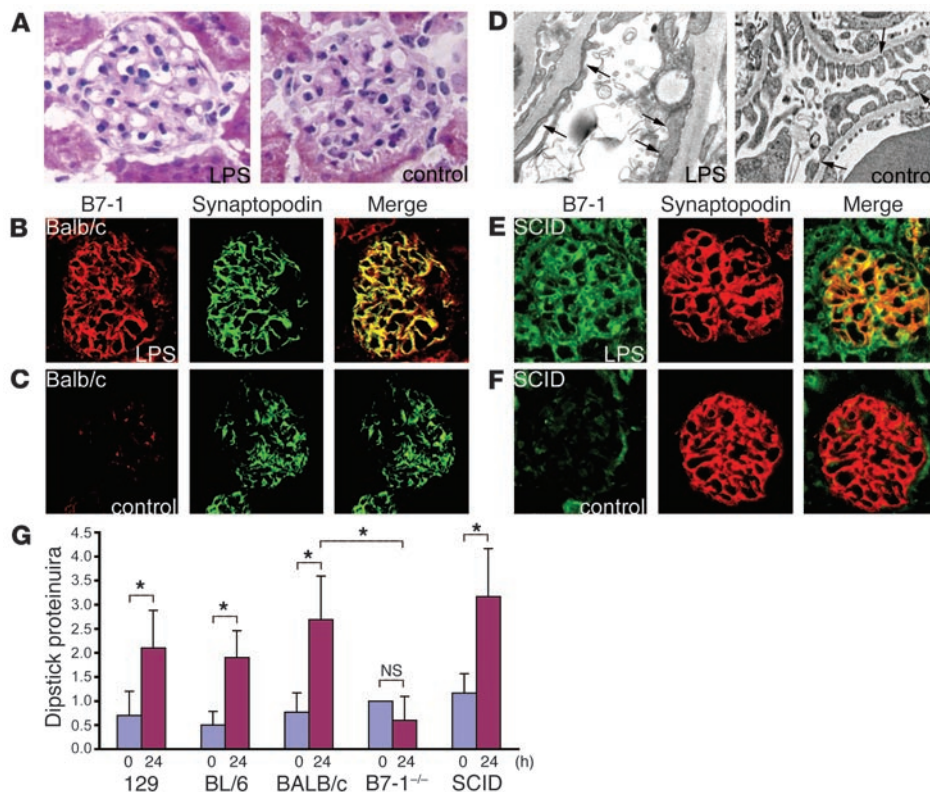 A
LPS
control
D
LPS
control
B7-1 Synaptopodin Merge
B
Balb/c
LPS
C
Balb/c
control
B7-1 Synaptopodin Merge
E
SCID
LPS
F
SCID
control
G
Dipstick proteinuira
4.5
4.0
3.5
3.0
2.5
2.0
1.5
1.0
0.5
0.5
* * * * NS *
0 24 0 24 0 24 0 24 0 24 (h)
129 BL/6 BALB/c B7-1–/– SCID